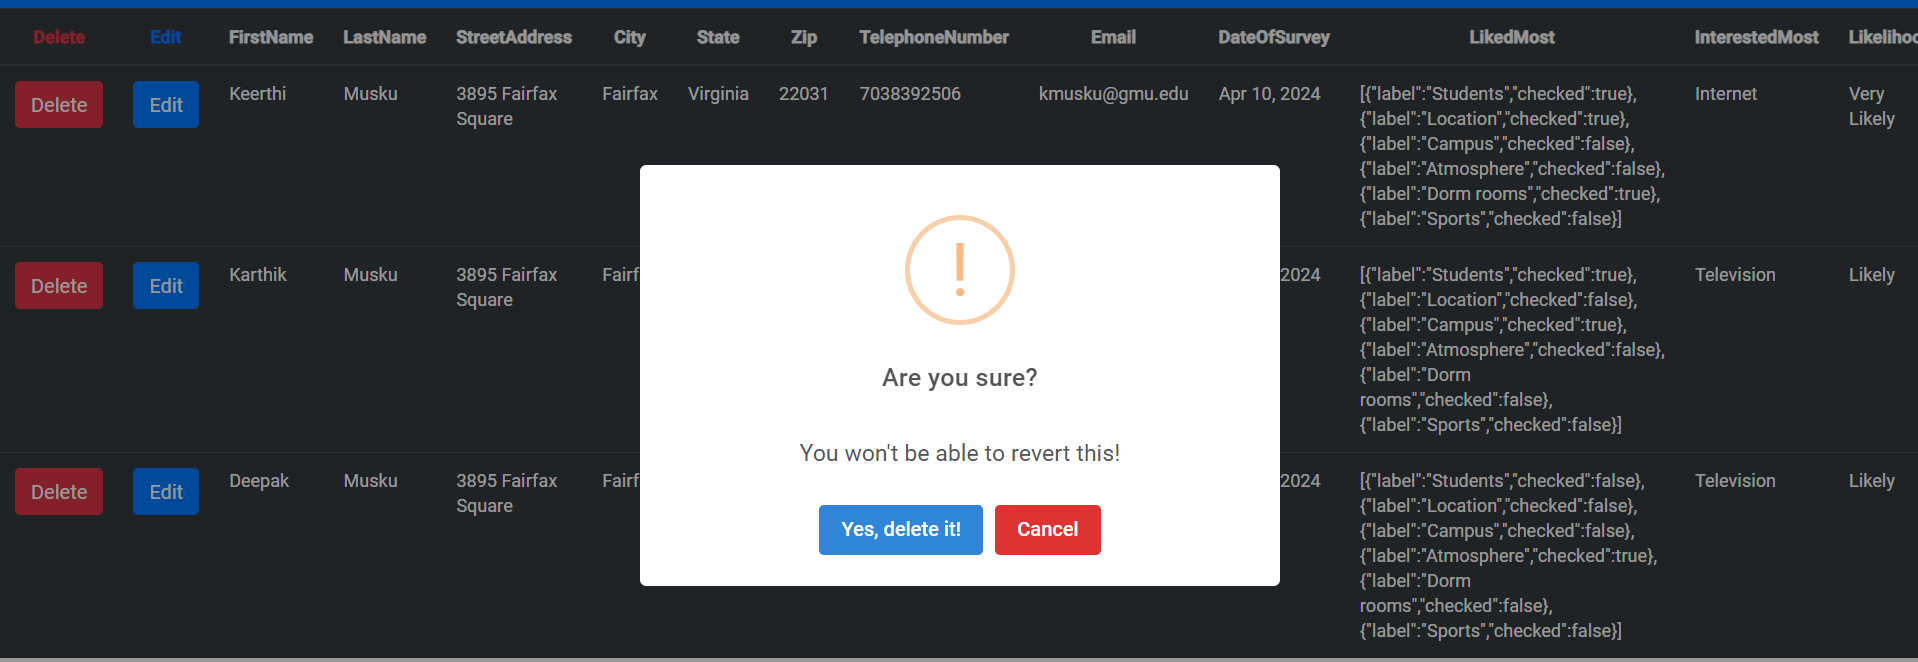 Delete Edit FirstName LastName StreetAddress City State Zip TelephoneNumber Email DateOfSurvey LikedMost InterestedMost Likelihoo
Delete Edit Keerthi Musku 3895 Fairfax Fairfax Virginia 22031 7038392506 kmusku@gmu.edu Apr 10, 2024 [{"label":"Students","checked":true}, Internet Very
Square {"label":"Location","checked":true}, Likely
{"label":"Campus","checked":false},
{"label":"Atmosphere","checked":false},
{"label":"Dorm rooms","checked":true},
{"label":"Sports","checked":false}]
Delete Edit Karthik Musku 3895 Fairfax Fairf 2024 [{"label":"Students","checked":true}, Television Likely
Square {"label":"Location","checked":false},
{"label":"Campus","checked":true},
{"label":"Atmosphere","checked":false},
{"label":"Dorm
rooms","checked":false},
{"label":"Sports","checked":false}]
Delete Edit Deepak Musku 3895 Fairfax Fairf 2024 [{"label":"Students","checked":false}, Television Likely
Square {"label":"Location","checked":false},
{"label":"Campus","checked":false},
{"label":"Atmosphere","checked":true},
{"label":"Dorm
rooms","checked":false},
{"label":"Sports","checked":false}]
!
Are you sure?
You won't be able to revert this!
Yes, delete it! Cancel